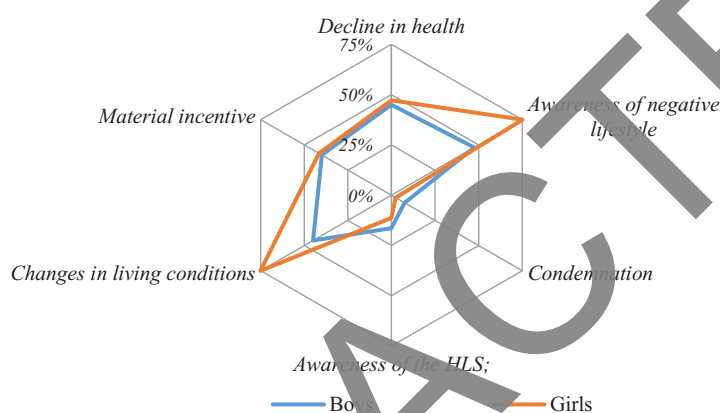 Decline in health
75%
50%
Material incentive
Awareness of negative
lifestyle
25%
0%
Changes in living conditions
Condemnation
Awareness of the HLS;
Boys
Girls
ACTE